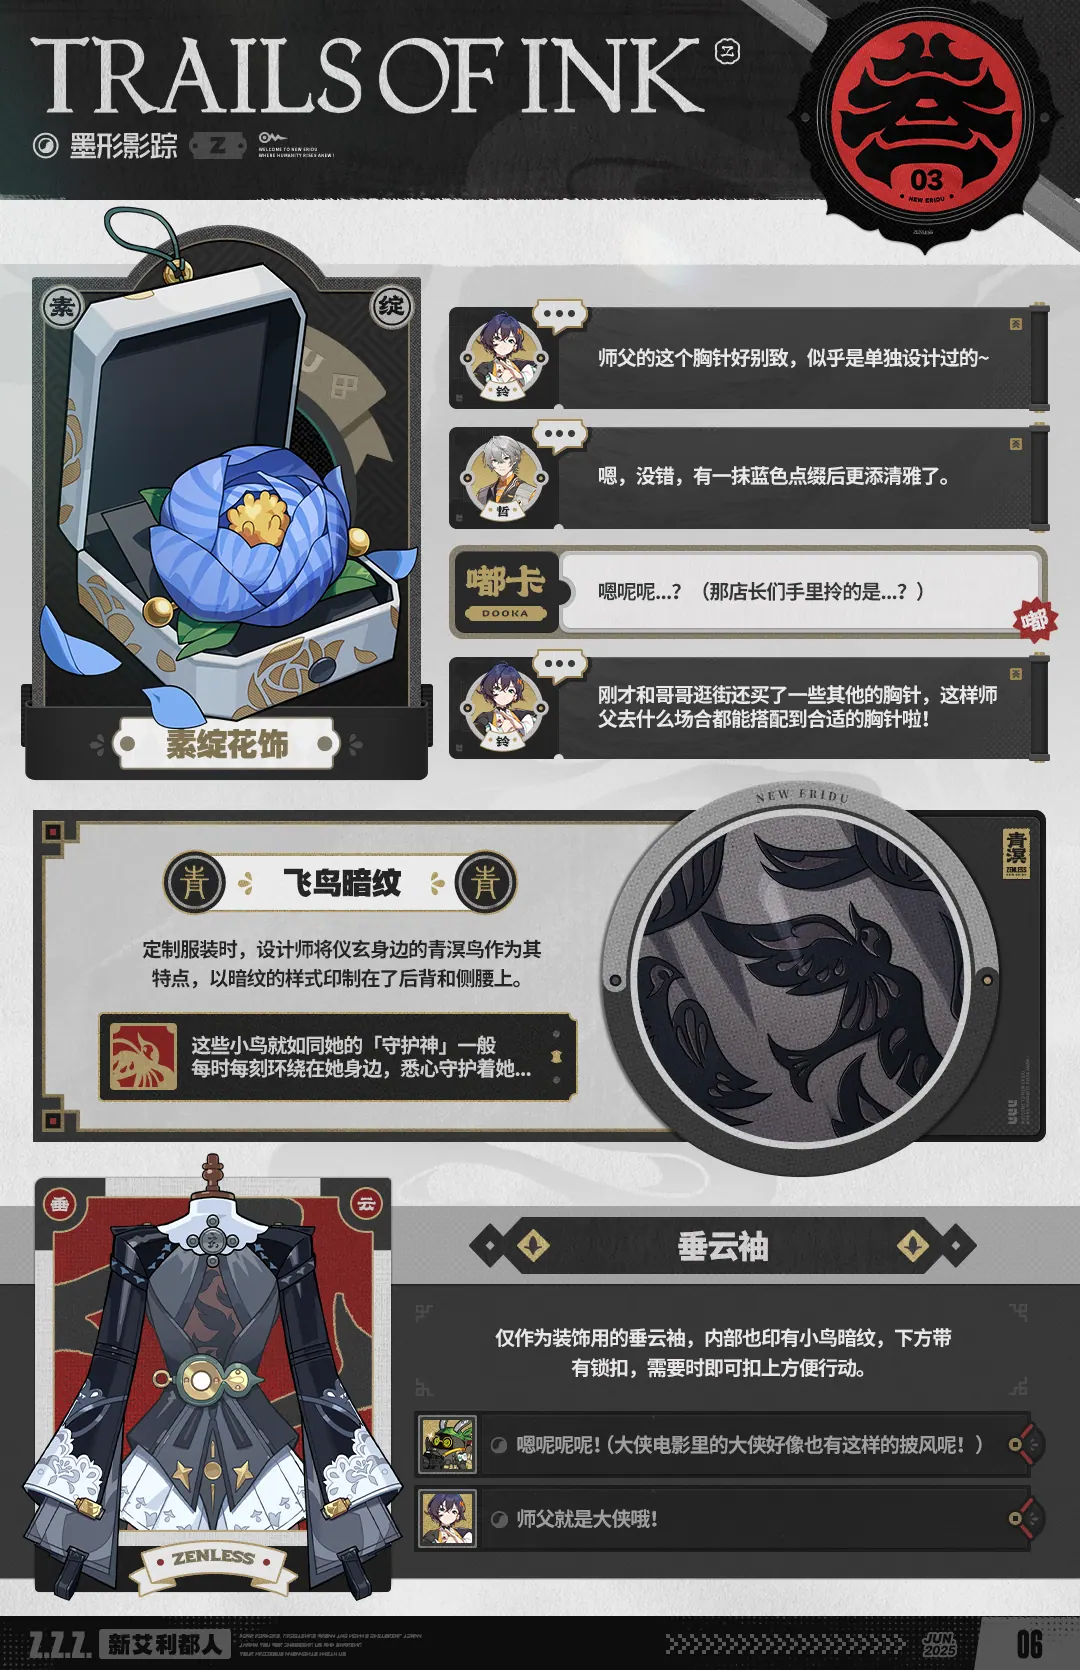 TRAILS OF INK
Z
墨形影踪
Z
WELCOME TO NEW ERIDU
WHERE HUMANITY RISES ANEW!
03
NEW ERIDU
ZENLESS
素
绽
素绽花饰
铃
师父的这个胸针好别致，似乎是单独设计过的~
哲
嗯，没错，有一抹蓝色点缀后更添清雅了。
嘟卡
DOOKA
嗯呢呢...？（那店长们手里拎的是...？）
嘟
铃
刚才和哥哥逛街还买了一些其他的胸针，这样师
父去什么场合都能搭配到合适的胸针啦！
NEW ERIDU
青溟
ZENLESS
青
飞鸟暗纹
青
定制服装时，设计师将仪玄身边的青溟鸟作为其
特点，以暗纹的样式印制在了后背和侧腰上。
这些小鸟就如同她的「守护神」一般
每时每刻环绕在她身边，悉心守护着她...
垂
云
ZENLESS
垂云袖
仅作为装饰用的垂云袖，内部也印有小鸟暗纹，下方带
有锁扣，需要时即可扣上方便行动。
嗯呢呢呢！（大侠电影里的大侠好像也有这样的披风呢！）
师父就是大侠哦！
Z.Z.Z.
新艾利都人
JUN.
2025
06